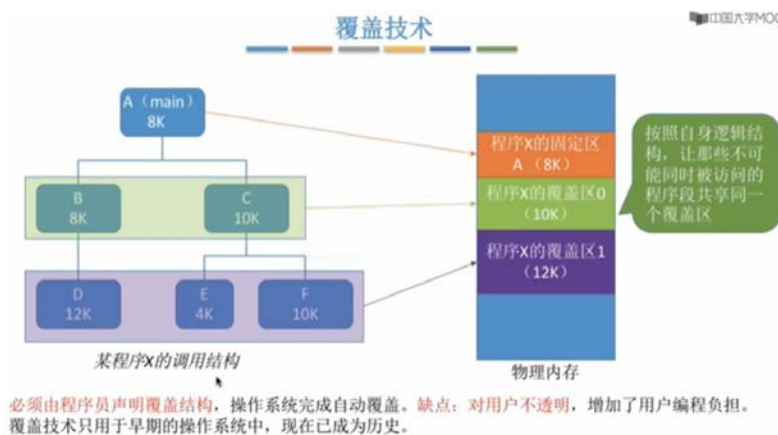 覆盖技术
中国大学MOO
A（main）
8K
B
8K
C
10K
D
12K
E
4K
F
10K
某程序X的调用结构
程序X的固定区
A （8K）
程序X的覆盖区0
（10K）
程序X的覆盖区1
（12K）
物理内存
按照自身逻辑结
构，让那些不可
能同时被访问的
程序段共享同一
个覆盖区
必须由程序员声明覆盖结构，操作系统完成自动覆盖。缺点：对用户不透明，增加了用户编程负担。
覆盖技术只用于早期的操作系统中，现在已成为历史。